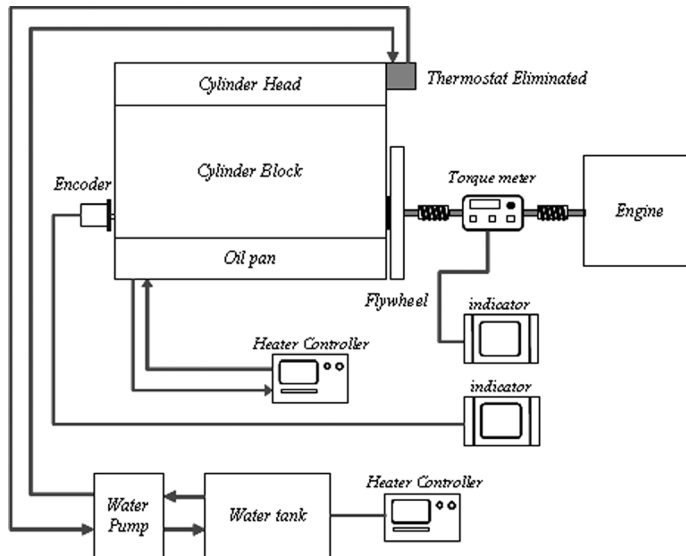 Cylinder Head
Thermostat Eliminated
Cylinder Block
Encoder
Torque meter
Engine
Oil pan
Flywheel
indicator
Heater Controller
indicator
Heater Controller
Water
Pump
Water tank